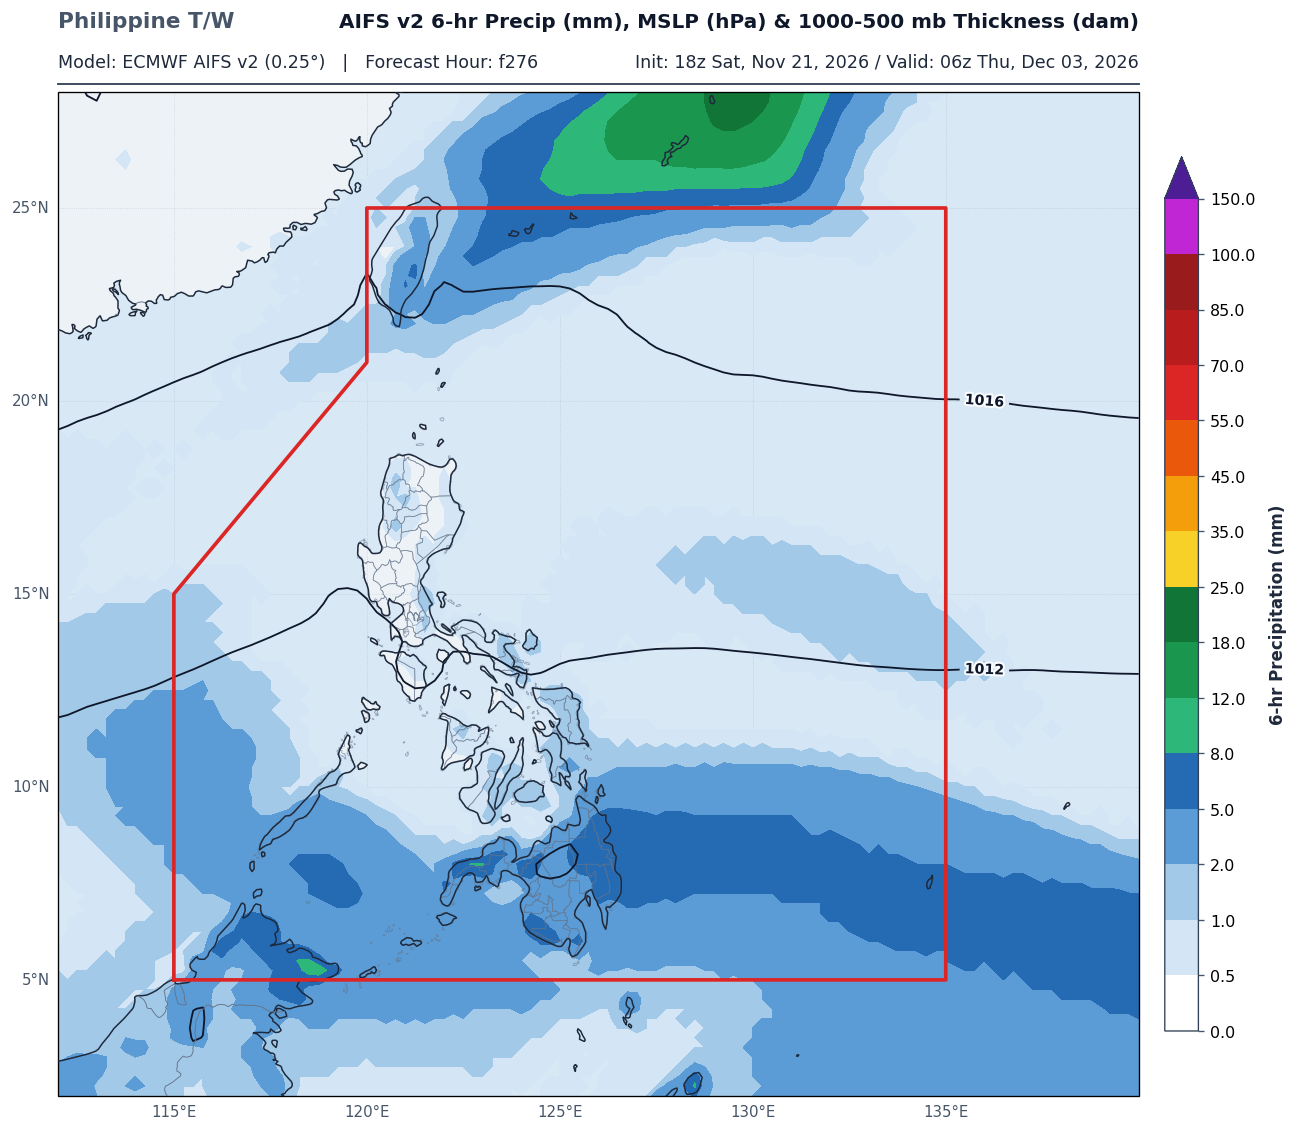 Philippine T/W
AIFS v2 6-hr Precip (mm), MSLP (hPa) & 1000-500 mb Thickness (dam)
Model: ECMWF AIFS v2 (0.25°) | Forecast Hour: f276
Init: 18z Sat, Nov 21, 2026 / Valid: 06z Thu, Dec 03, 2026
25°N
20°N
15°N
10°N
5°N
115°E
120°E
125°E
130°E
135°E
1016
1012
150.0
100.0
85.0
70.0
55.0
45.0
35.0
25.0
18.0
12.0
8.0
5.0
2.0
1.0
0.5
0.0
6-hr Precipitation (mm)